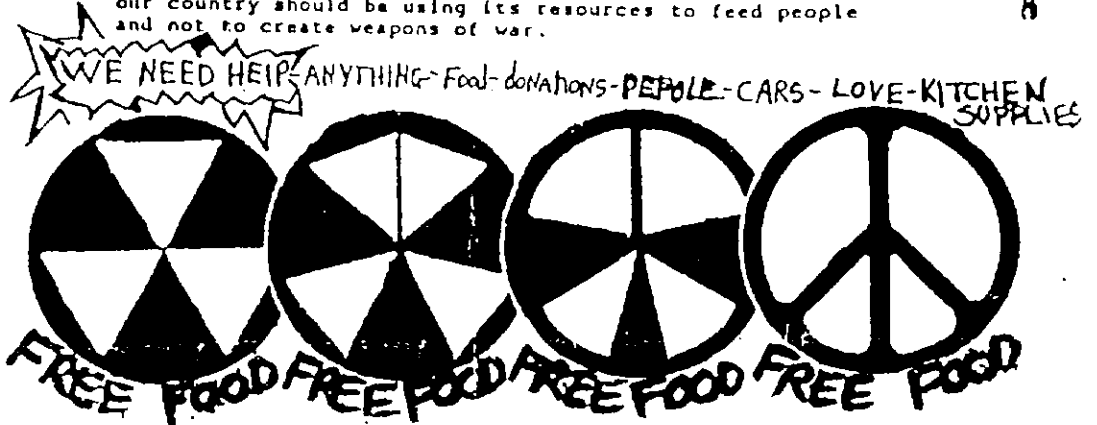 our country should be using its resources to feed people
and not to create weapons of war.
WE NEED HElP-ANYTHING-Food-donations-PEPOLE-CARS-LOVE-KITCHEN
SUPPLIES
FREE FOOD FREE FOOD FREE FOOD FREE FOOD